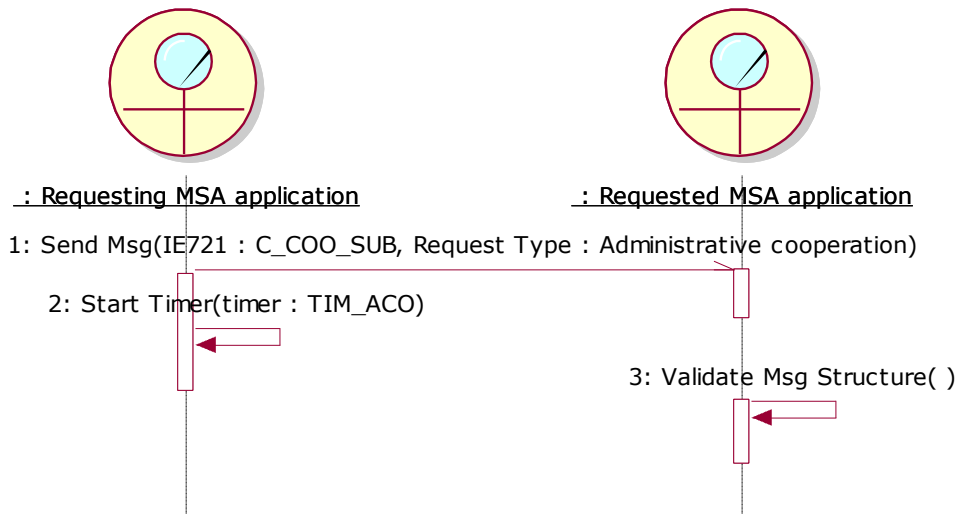 : Requesting MSA application
: Requested MSA application
1: Send Msg(IE721 : C_COO_SUB, Request Type : Administrative cooperation)
2: Start Timer(timer : TIM_ACO)
3: Validate Msg Structure( )